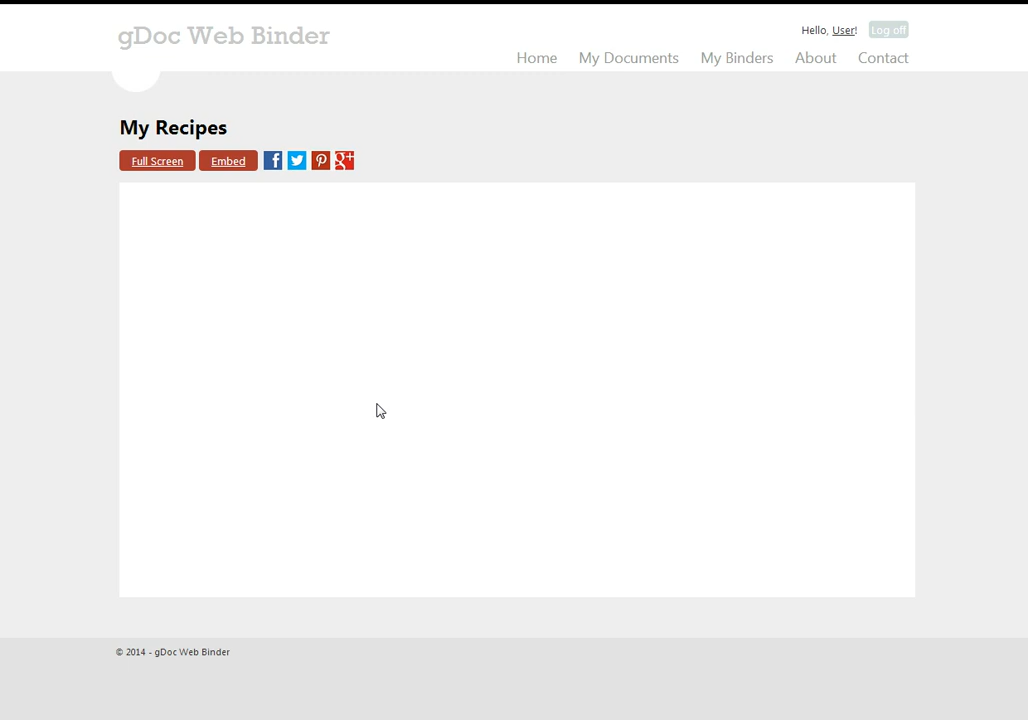 gDoc Web Binder
Hello, User! Log off
Home My Documents My Binders About Contact
My Recipes
Full Screen Embed
© 2014 - gDoc Web Binder